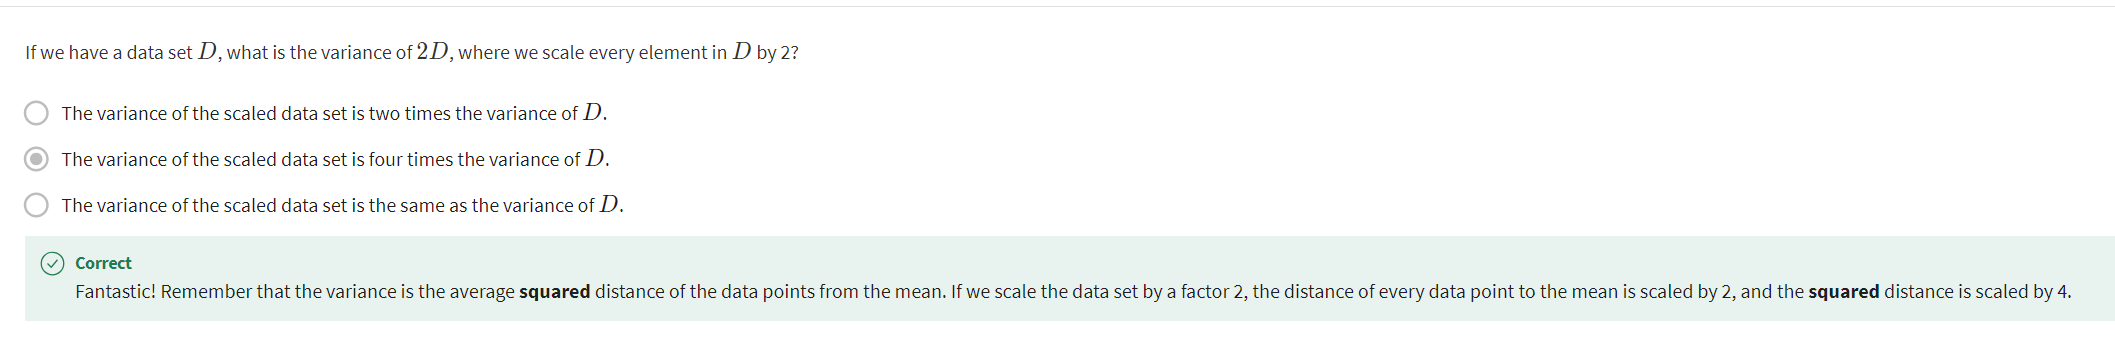 If we have a data set D, what is the variance of 2D, where we scale every element in D by 2?
The variance of the scaled data set is two times the variance of D.
The variance of the scaled data set is four times the variance of D.
The variance of the scaled data set is the same as the variance of D.
Correct
Fantastic! Remember that the variance is the average squared distance of the data points from the mean. If we scale the data set by a factor 2, the distance of every data point to the mean is scaled by 2, and the squared distance is scaled by 4.